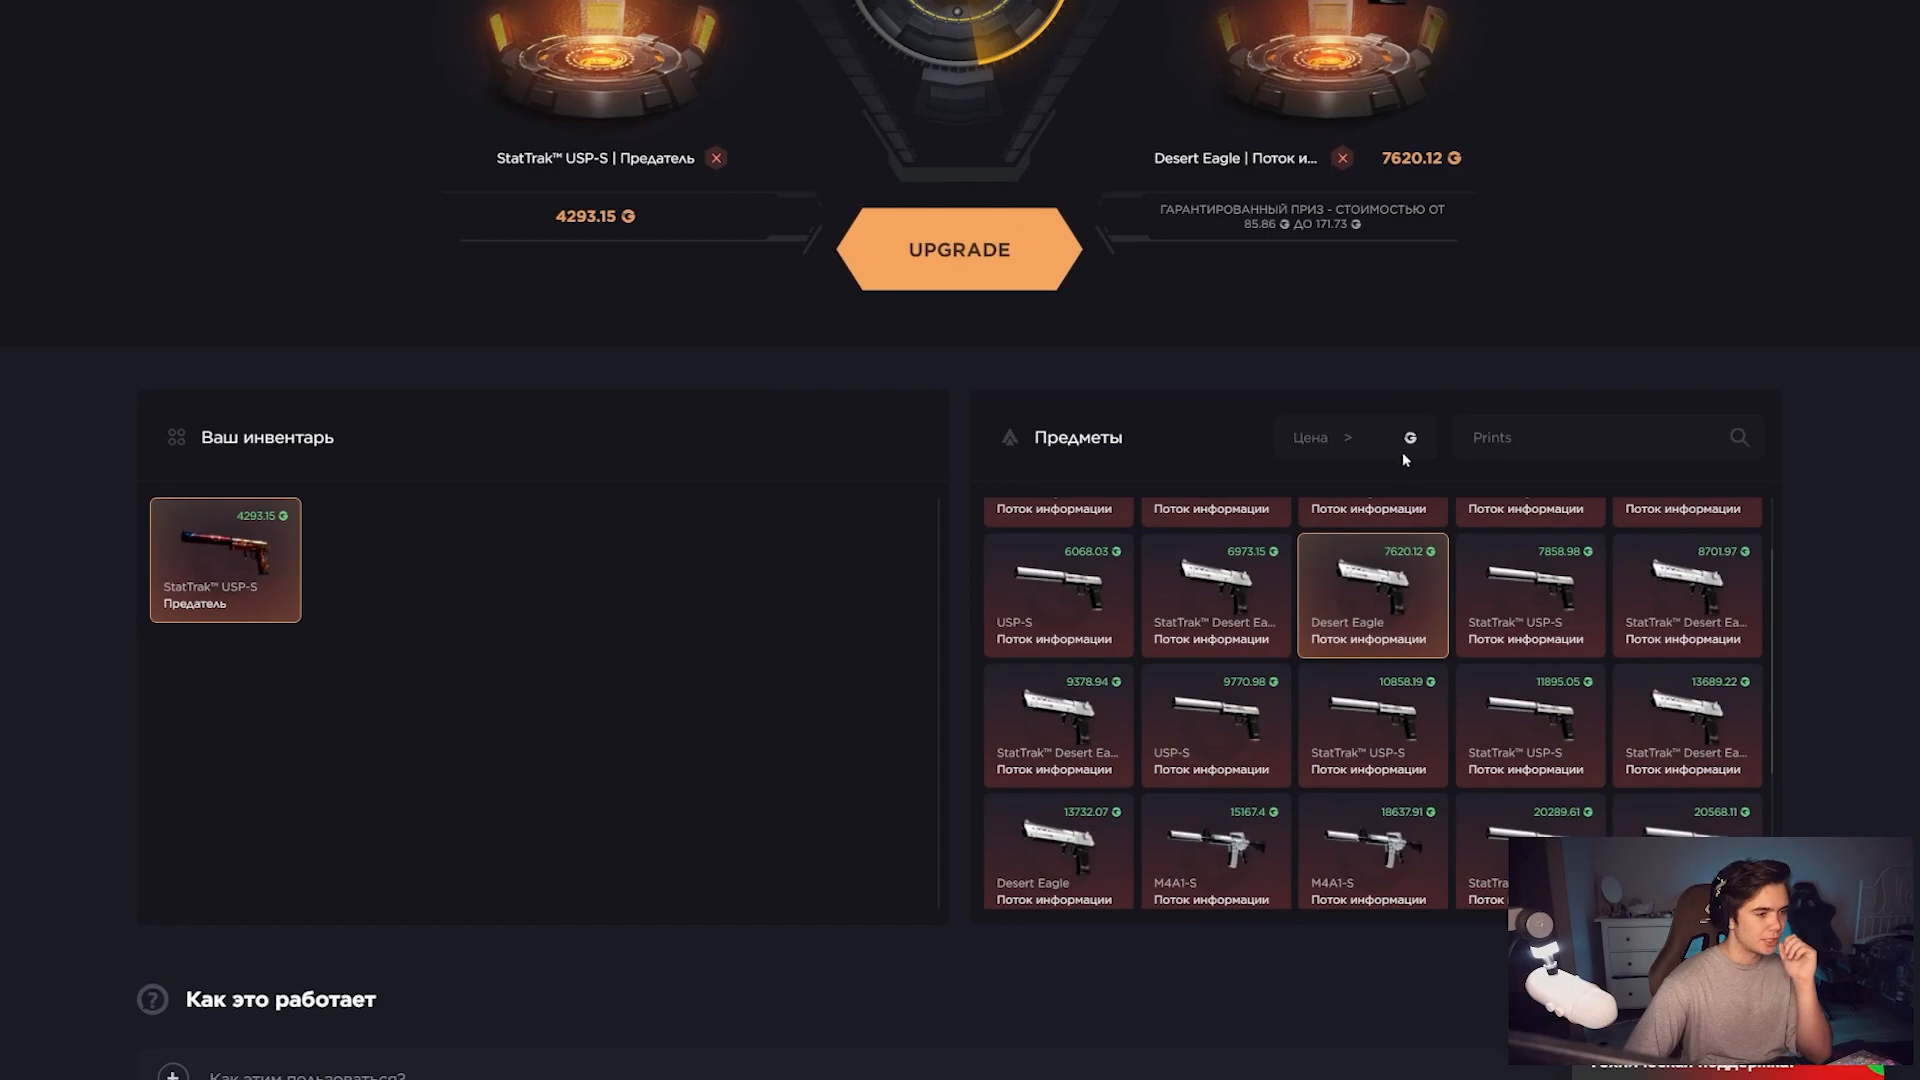 StatTrak™ USP-S | Предатель
Desert Eagle | Поток и...
7620.12 G
4293.15 G
ГАРАНТИРОВАННЫЙ ПРИЗ - СТОИМОСТЬЮ ОТ
85.86 G ДО 171.73 G
UPGRADE
Ваш инвентарь
Предметы
Цена >
G
Prints
4293.15 G
StatTrak™ USP-S
Предатель
Поток информации
Поток информации
Поток информации
Поток информации
Поток информации
6068.03 G
USP-S
Поток информации
6973.15 G
StatTrak™ Desert Ea...
Поток информации
7620.12 G
Desert Eagle
Поток информации
7858.98 G
StatTrak™ USP-S
Поток информации
8701.97 G
StatTrak™ Desert Ea...
Поток информации
9378.94 G
StatTrak™ Desert Ea...
Поток информации
9770.98 G
USP-S
Поток информации
10858.19 G
StatTrak™ USP-S
Поток информации
11895.05 G
StatTrak™ USP-S
Поток информации
13689.22 G
StatTrak™ Desert Ea...
Поток информации
13732.07 G
Desert Eagle
Поток информации
15167.4 G
M4A1-S
Поток информации
18637.91 G
M4A1-S
Поток информации
20289.61 G
StatTra
Поток
20568.11 G
? Как это работает
+ Как этим пользоваться?